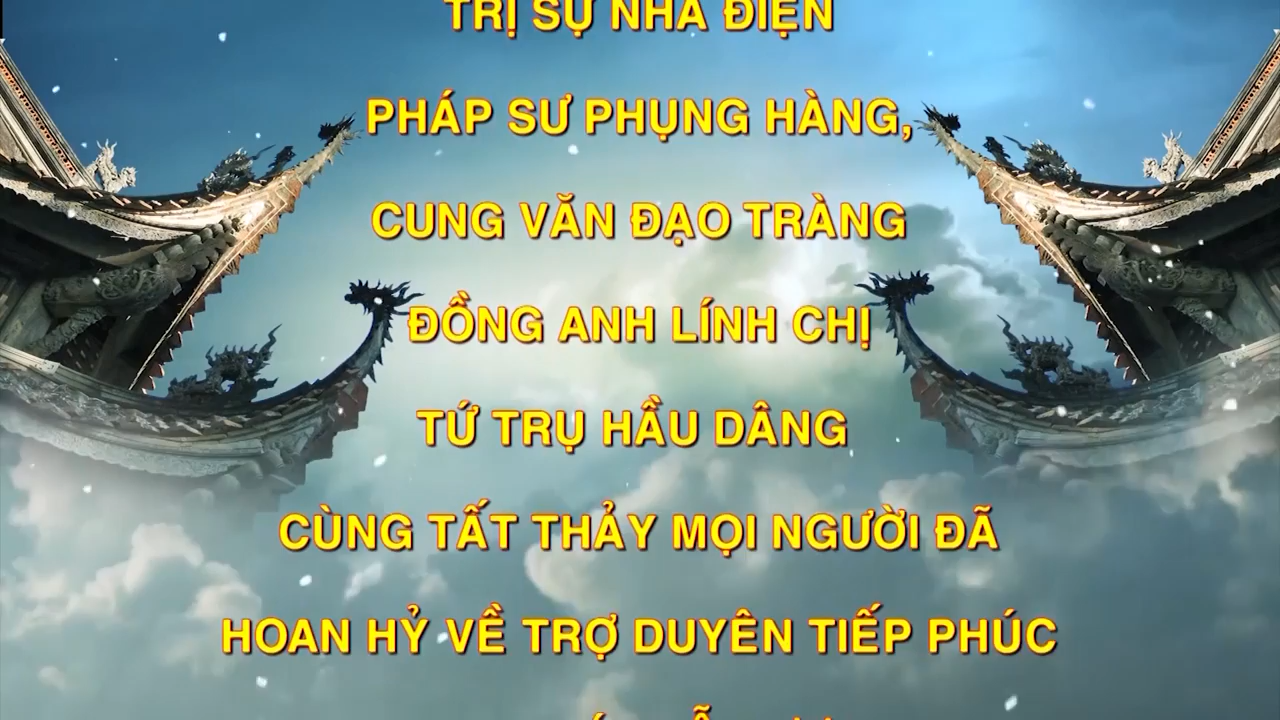 TRỊ SỰ NHÀ ĐIỆN
PHÁP SƯ PHỤNG HÀNG,
CUNG VĂN ĐẠO TRÀNG
ĐỒNG ANH LÍNH CHỊ
TỨ TRỤ HẦU DÂNG
CÙNG TẤT THẢY MỌI NGƯỜI ĐÃ
HOAN HỶ VỀ TRỢ DUYÊN TIẾP PHÚC